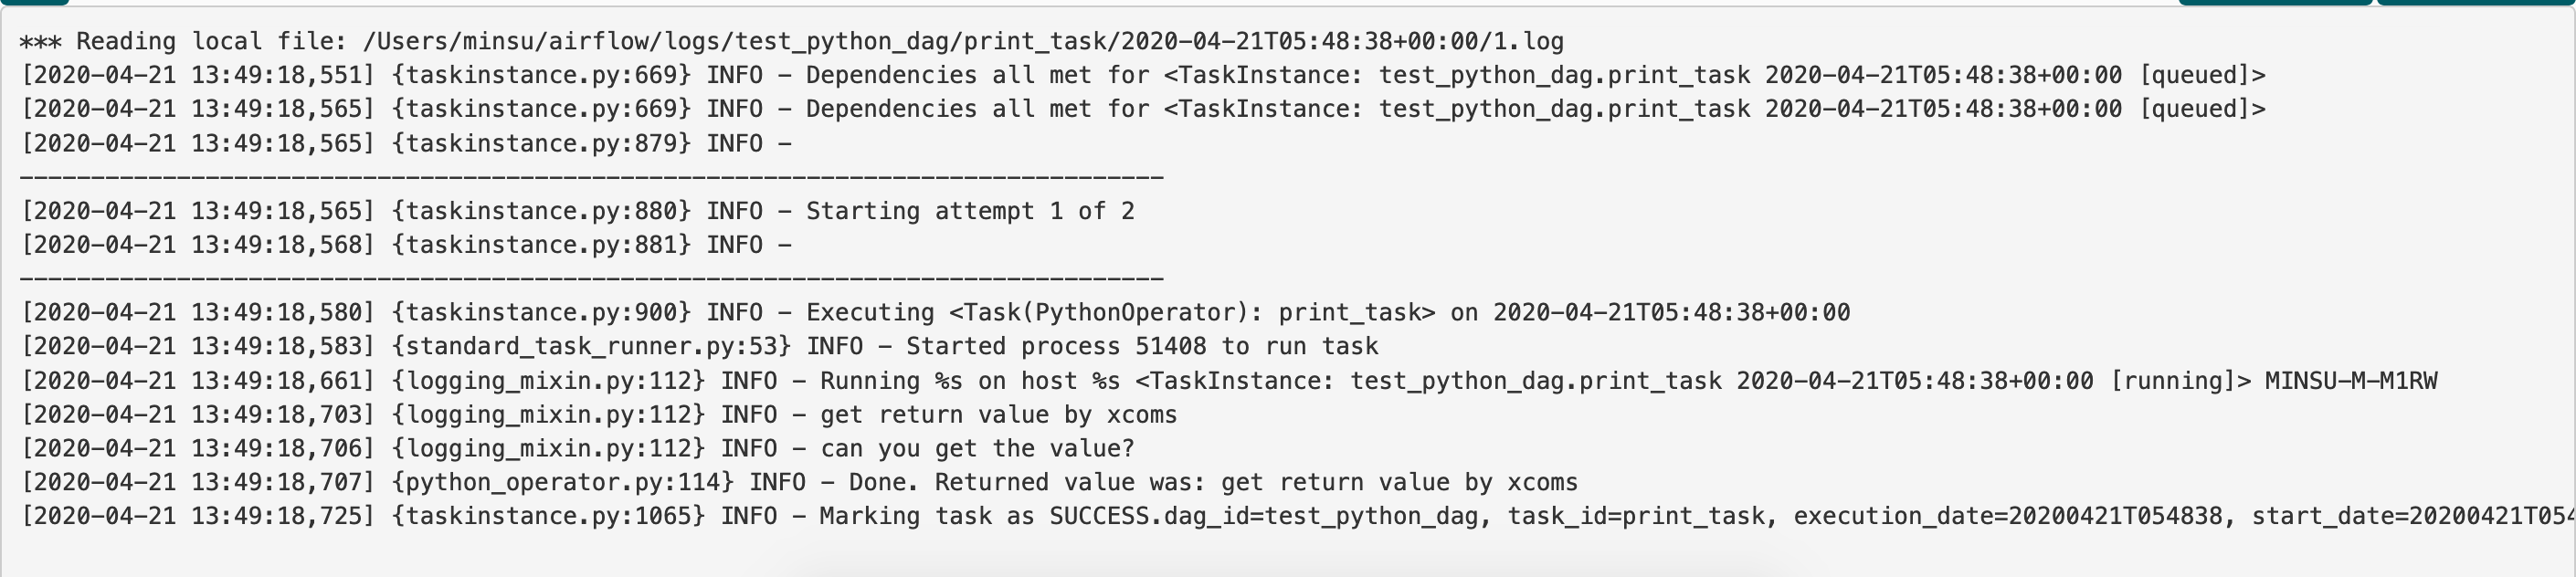 *** Reading local file: /Users/minsu/airflow/logs/test_python_dag/print_task/2020-04-21T05:48:38+00:00/1.log
[2020-04-21 13:49:18,551] {taskinstance.py:669} INFO - Dependencies all met for <TaskInstance: test_python_dag.print_task 2020-04-21T05:48:38+00:00 [queued]>
[2020-04-21 13:49:18,565] {taskinstance.py:669} INFO - Dependencies all met for <TaskInstance: test_python_dag.print_task 2020-04-21T05:48:38+00:00 [queued]>
[2020-04-21 13:49:18,565] {taskinstance.py:879} INFO -
--------------------------------------------------------------------------------
[2020-04-21 13:49:18,565] {taskinstance.py:880} INFO - Starting attempt 1 of 2
[2020-04-21 13:49:18,568] {taskinstance.py:881} INFO -
--------------------------------------------------------------------------------
[2020-04-21 13:49:18,580] {taskinstance.py:900} INFO - Executing <Task(PythonOperator): print_task> on 2020-04-21T05:48:38+00:00
[2020-04-21 13:49:18,583] {standard_task_runner.py:53} INFO - Started process 51408 to run task
[2020-04-21 13:49:18,661] {logging_mixin.py:112} INFO - Running %s on host %s <TaskInstance: test_python_dag.print_task 2020-04-21T05:48:38+00:00 [running]> MINSU-M-M1RW
[2020-04-21 13:49:18,703] {logging_mixin.py:112} INFO - get return value by xcoms
[2020-04-21 13:49:18,706] {logging_mixin.py:112} INFO - can you get the value?
[2020-04-21 13:49:18,707] {python_operator.py:114} INFO - Done. Returned value was: get return value by xcoms
[2020-04-21 13:49:18,725] {taskinstance.py:1065} INFO - Marking task as SUCCESS.dag_id=test_python_dag, task_id=print_task, execution_date=20200421T054838, start_date=20200421T054